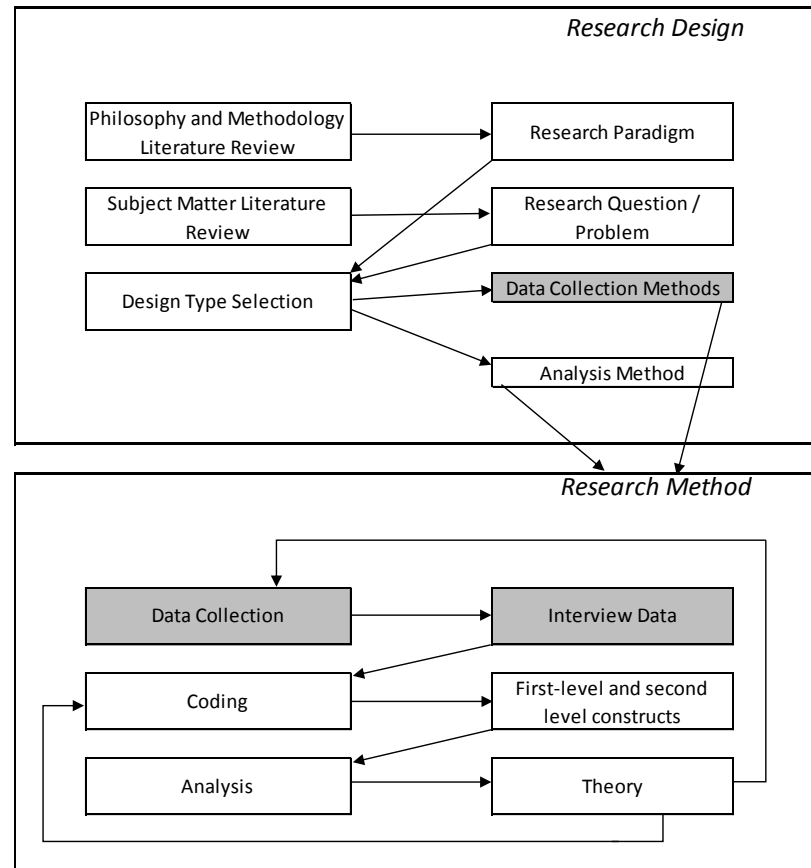 Research Design
Philosophy and Methodology
Literature Review
Research Paradigm
Subject Matter Literature
Review
Research Question /
Problem
Design Type Selection
Data Collection Methods
Analysis Method
Research Method
Data Collection
Interview Data
Coding
First-level and second
level constructs
Analysis
Theory